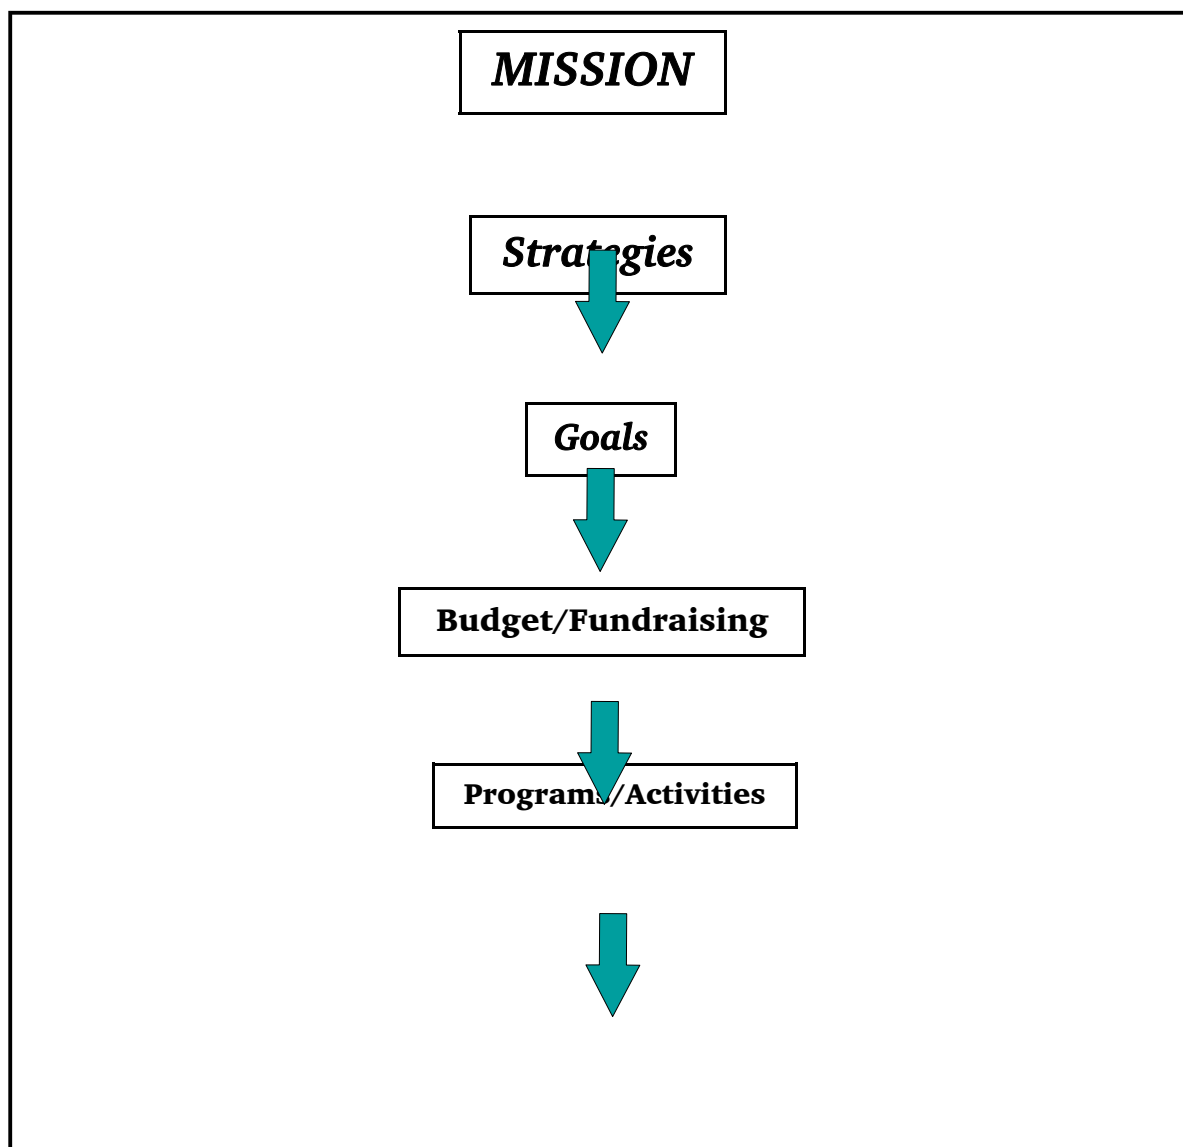 MISSION
Strategies
Goals
Budget/Fundraising
Programs/Activities